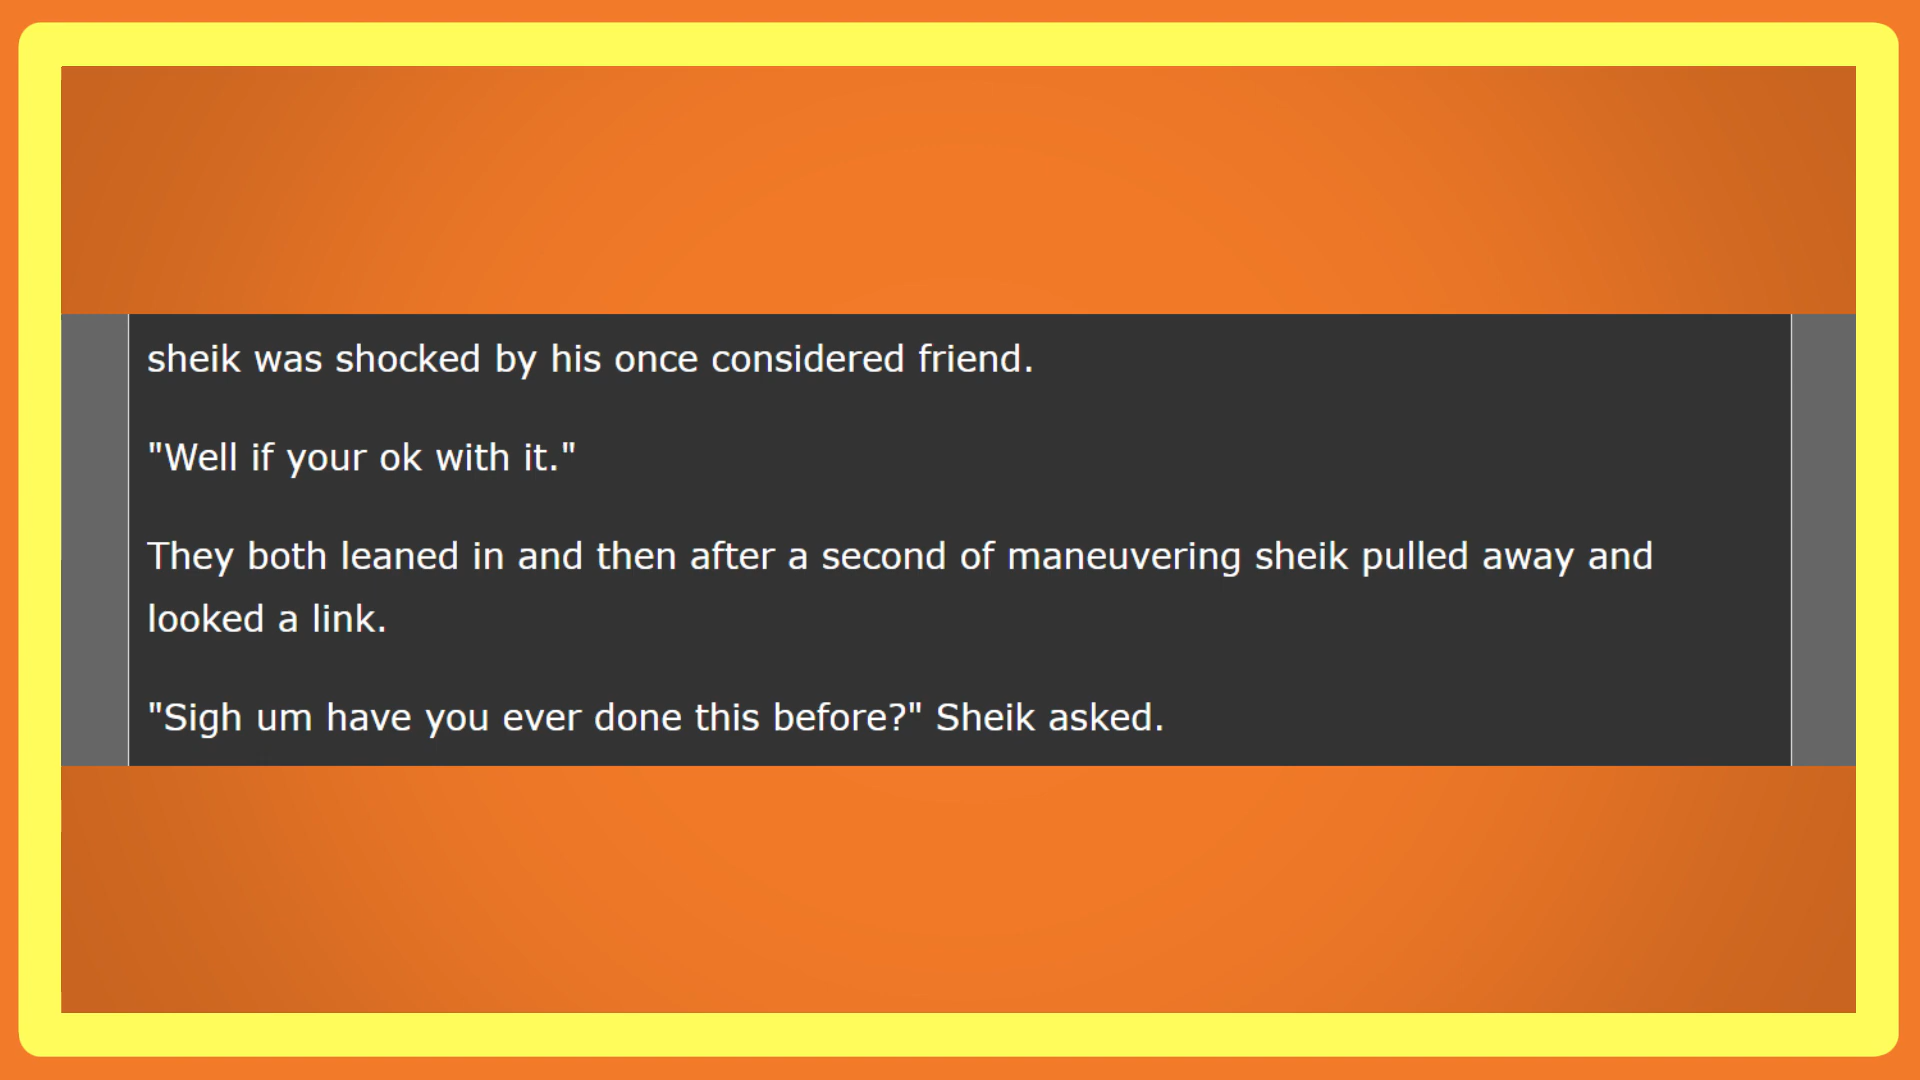 sheik was shocked by his once considered friend.
"Well if your ok with it."
They both leaned in and then after a second of maneuvering sheik pulled away and
looked a link.
"Sigh um have you ever done this before?" Sheik asked.